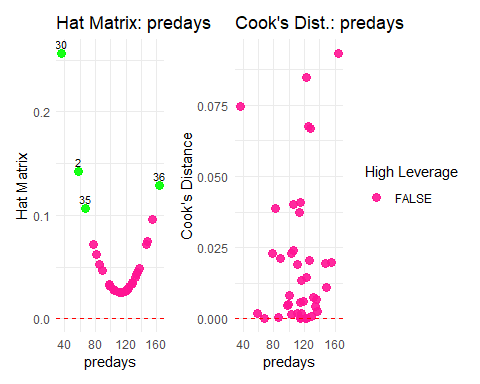 Hat Matrix: predays
Cook's Dist.: predays
30
2
35
36
0.2
0.1
0.0
Hat Matrix
40
80
120
160
predays
0.075
0.050
0.025
0.000
Cook's Distance
40
80
120
160
predays
High Leverage
FALSE